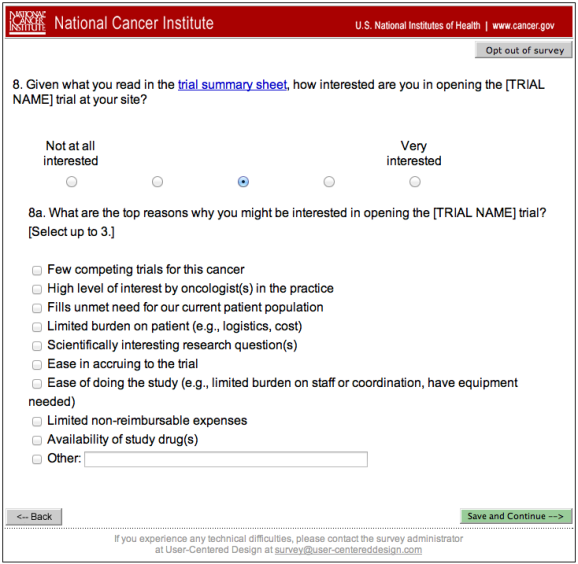 NATIONAL
CANCER
INSTITUTE
National Cancer Institute
U.S. National Institutes of Health | www.cancer.gov
Opt out of survey
8. Given what you read in the trial summary sheet, how interested are you in opening the [TRIAL
NAME] trial at your site?
Not at all
interested
Very
interested
8a. What are the top reasons why you might be interested in opening the [TRIAL NAME] trial?
[Select up to 3.]
Few competing trials for this cancer
High level of interest by oncologist(s) in the practice
Fills unmet need for our current patient population
Limited burden on patient (e.g., logistics, cost)
Scientifically interesting research question(s)
Ease in accruing to the trial
Ease of doing the study (e.g., limited burden on staff or coordination, have equipment
needed)
Limited non-reimbursable expenses
Availability of study drug(s)
Other:
<-- Back
Save and Continue -->
If you experience any technical difficulties, please contact the survey administrator
at User-Centered Design at survey@user-centereddesign.com